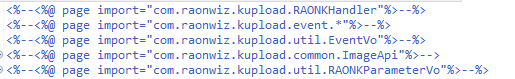 <%--<%@ page import="com.raonwiz.kupload.RAONKHandler"%>--%>
<%--<%@ page import="com.raonwiz.kupload.event.*"%>--%>
<%--<%@ page import="com.raonwiz.kupload.util.EventVo"%>--%>
<%--<%@ page import="com.raonwiz.kupload.common.ImageApi"%>--%>
<%--<%@ page import="com.raonwiz.kupload.util.RAONKParameterVo"%>--%>